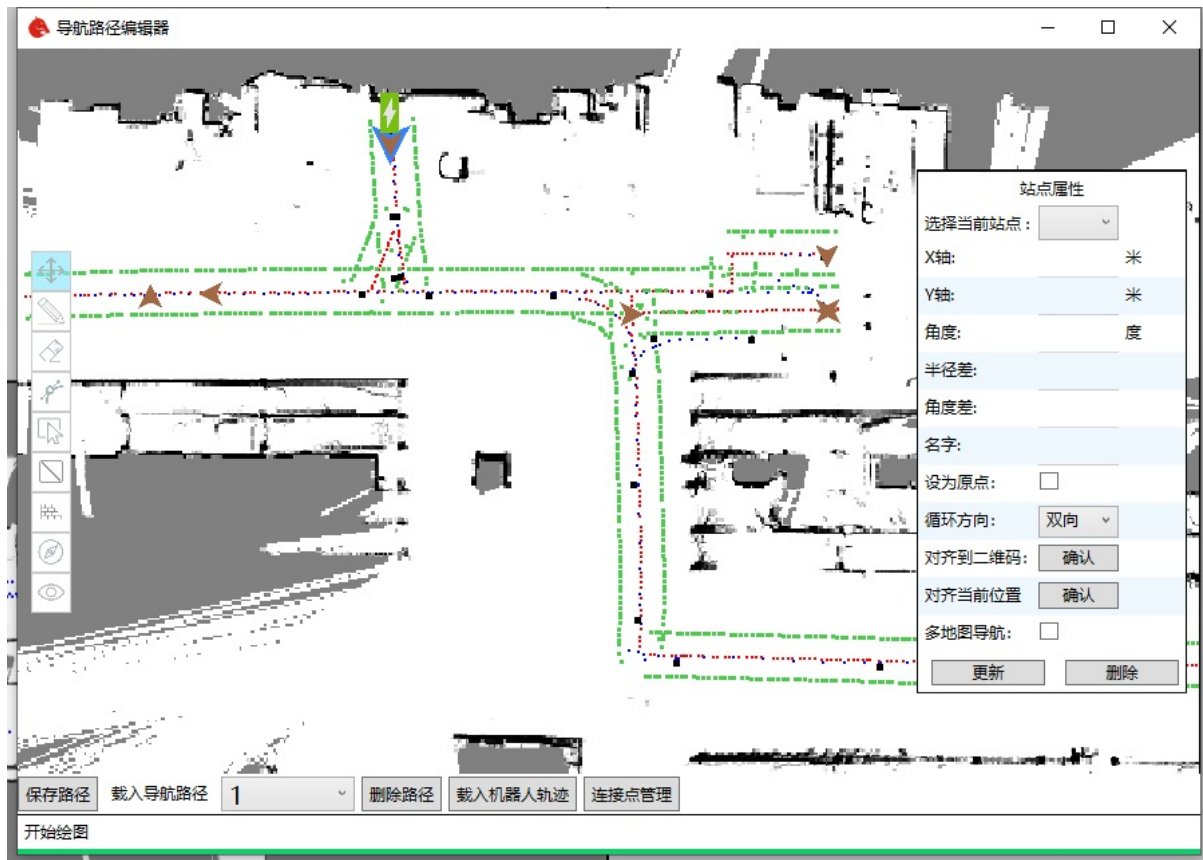 导航路径编辑器
站点属性
选择当前站点：
X轴: 米
Y轴: 米
角度: 度
半径差:
角度差:
名字:
设为原点:
循环方向: 双向
对齐到二维码: 确认
对齐当前位置 确认
多地图导航:
更新 删除
保存路径 载入导航路径 1 删除路径 载入机器人轨迹 连接点管理
开始绘图